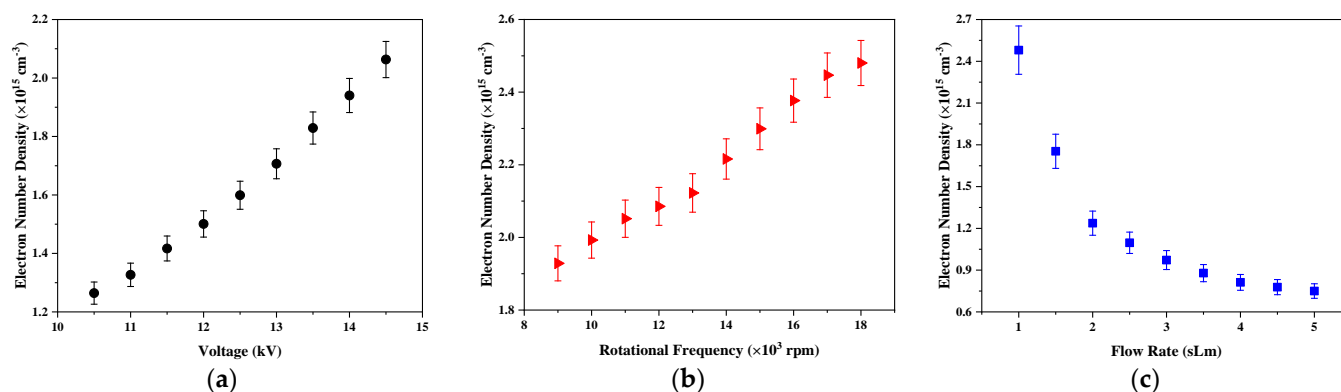 Electron Number Density (×10¹⁵ cm⁻³)
2.2
2.0
1.8
1.6
1.4
1.2
10 11 12 13 14 15
Voltage (kV)
(a)
Electron Number Density (×10¹⁵ cm⁻³)
2.6
2.4
2.2
2.0
1.8
8 10 12 14 16 18
Rotational Frequency (×10³ rpm)
(b)
Electron Number Density (×10¹⁵ cm⁻³)
2.7
2.4
2.1
1.8
1.5
1.2
0.9
0.6
1 2 3 4 5
Flow Rate (sLm)
(c)